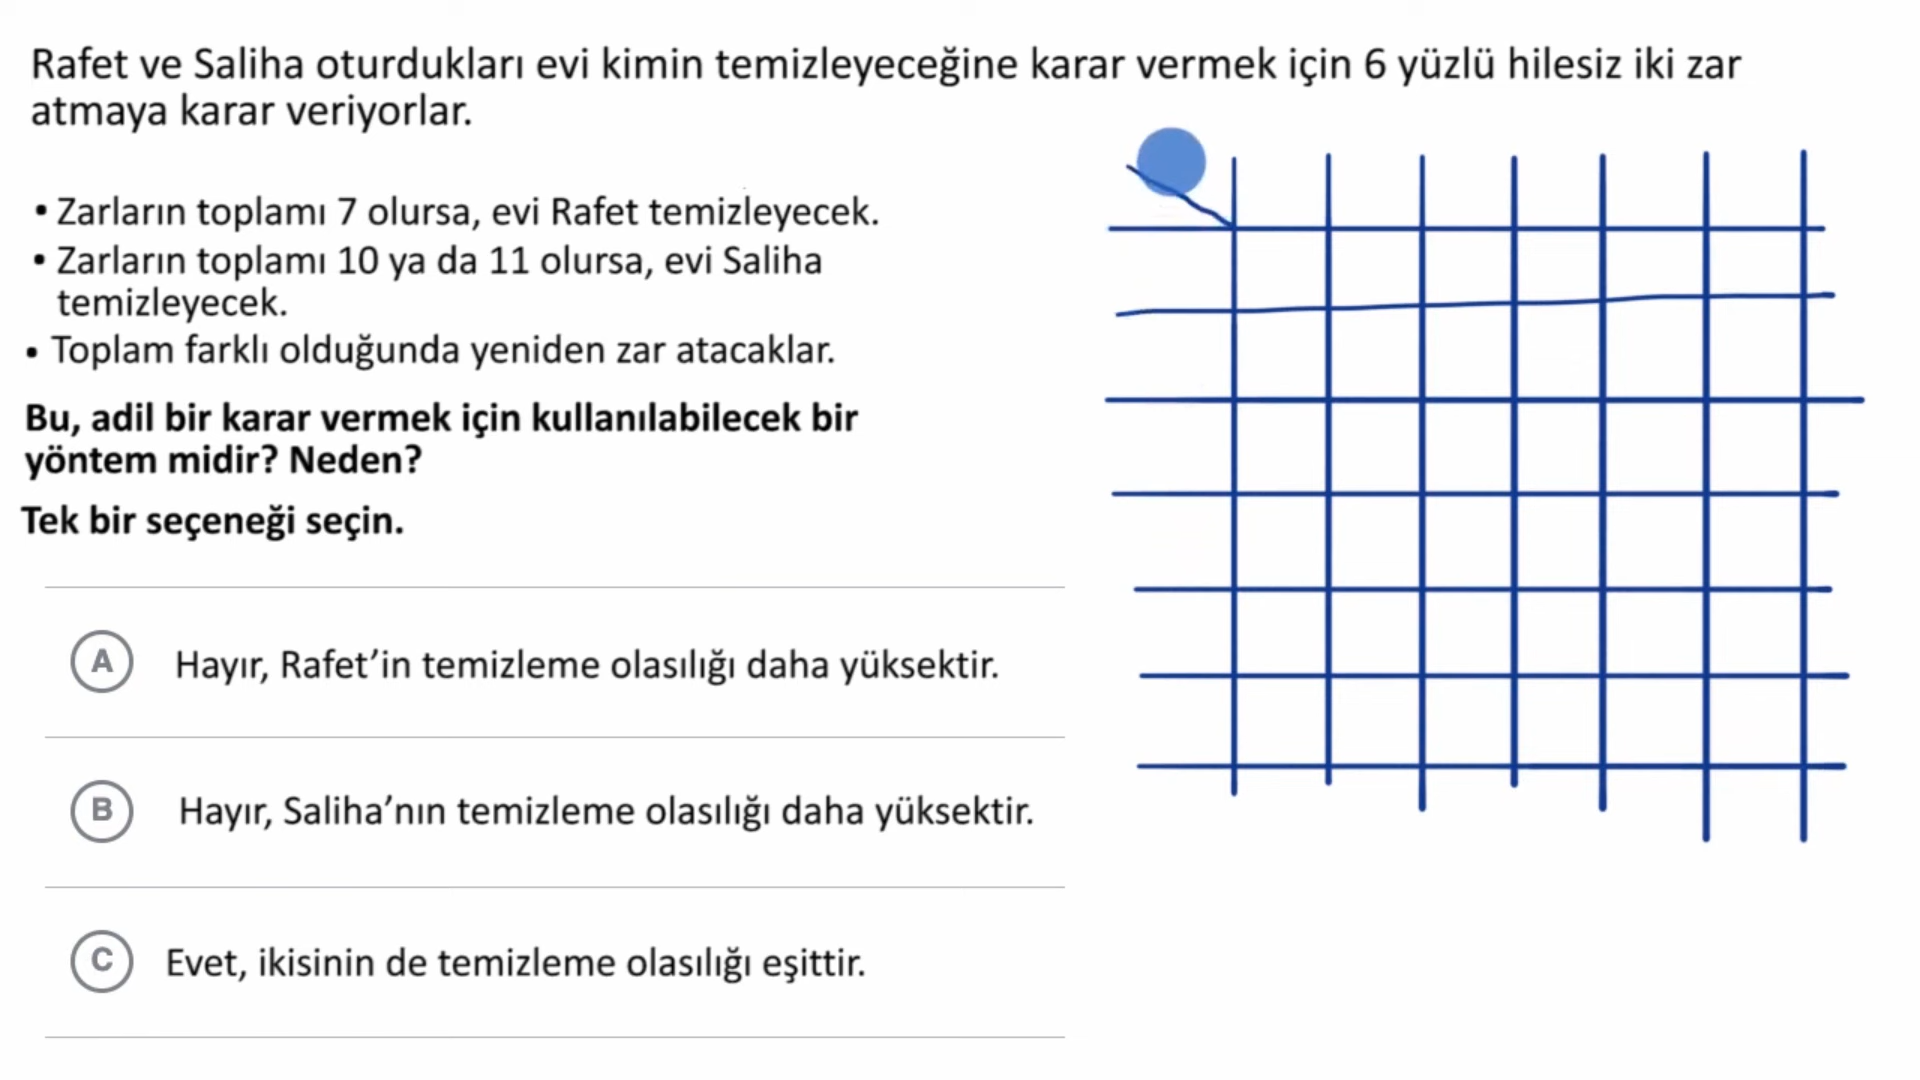 Rafet ve Saliha oturdukları evi kimin temizleyeceğine karar vermek için 6 yüzlü hilesiz iki zar
atmaya karar veriyorlar.
• Zarların toplamı 7 olursa, evi Rafet temizleyecek.
• Zarların toplamı 10 ya da 11 olursa, evi Saliha
temizleyecek.
• Toplam farklı olduğunda yeniden zar atacaklar.
Bu, adil bir karar vermek için kullanılabilecek bir
yöntem midir? Neden?
Tek bir seçeneği seçin.
A Hayır, Rafet’in temizleme olasılığı daha yüksektir.
B Hayır, Saliha’nın temizleme olasılığı daha yüksektir.
C Evet, ikisinin de temizleme olasılığı eşittir.